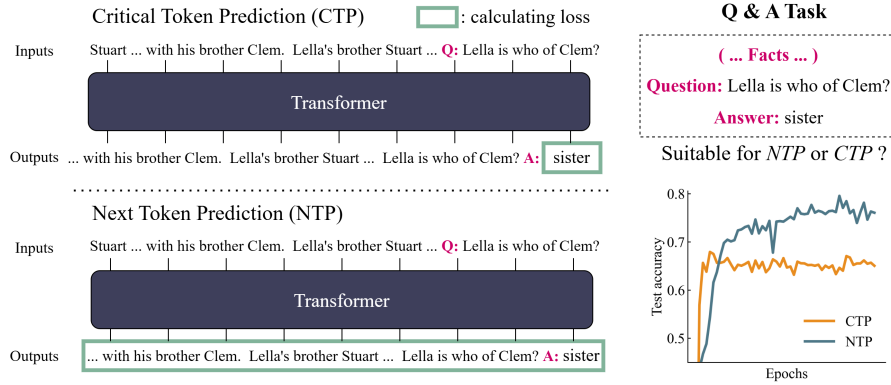 Critical Token Prediction (CTP)
: calculating loss
Inputs
Stuart ... with his brother Clem. Lella's brother Stuart ... Q: Lella is who of Clem?
Transformer
Outputs
... with his brother Clem. Lella's brother Stuart ... Lella is who of Clem? A: sister
Next Token Prediction (NTP)
Inputs
Stuart ... with his brother Clem. Lella's brother Stuart ... Q: Lella is who of Clem?
Transformer
Outputs
... with his brother Clem. Lella's brother Stuart ... Lella is who of Clem? A: sister
Q & A Task
( ... Facts ... )
Question: Lella is who of Clem?
Answer: sister
Suitable for NTP or CTP ?
0.8
0.7
0.6
0.5
Test accuracy
CTP
NTP
Epochs